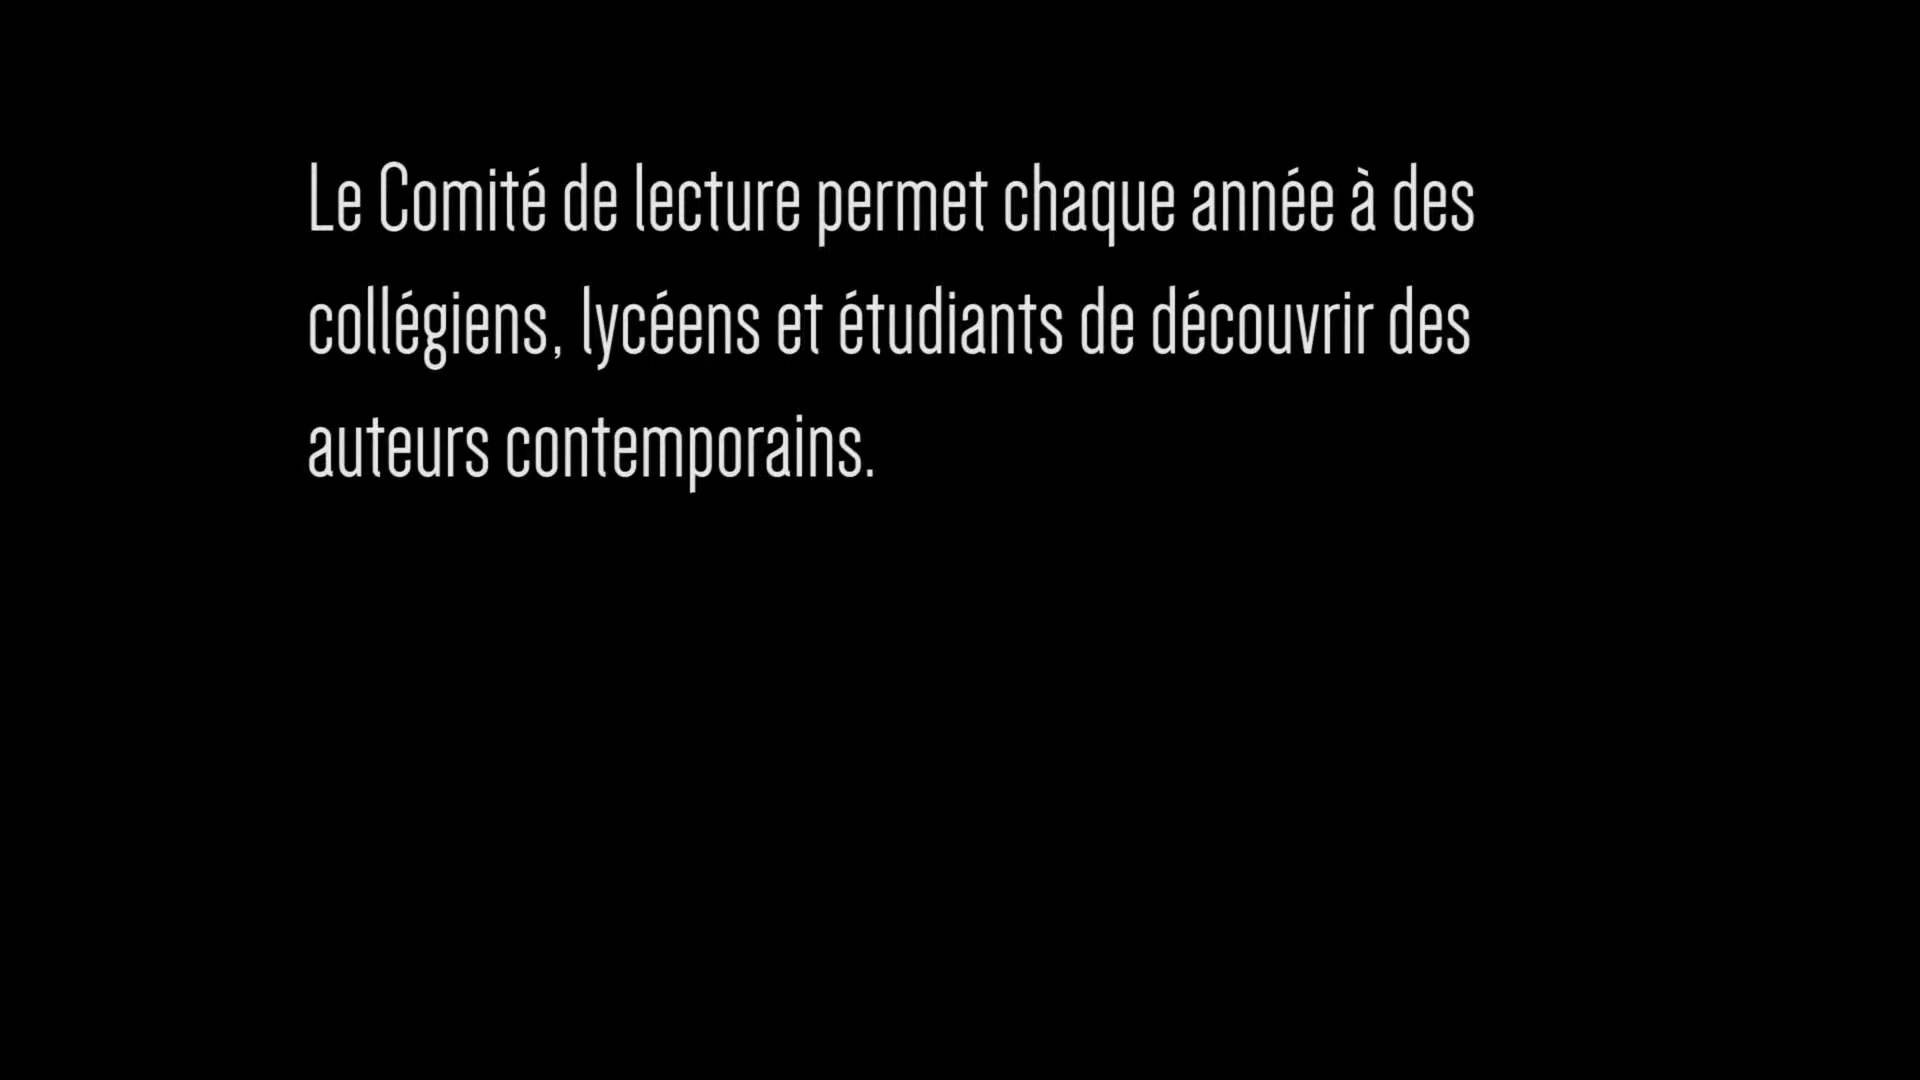 Le Comité de lecture permet chaque année à des
collégiens, lycéens et étudiants de découvrir des
auteurs contemporains.